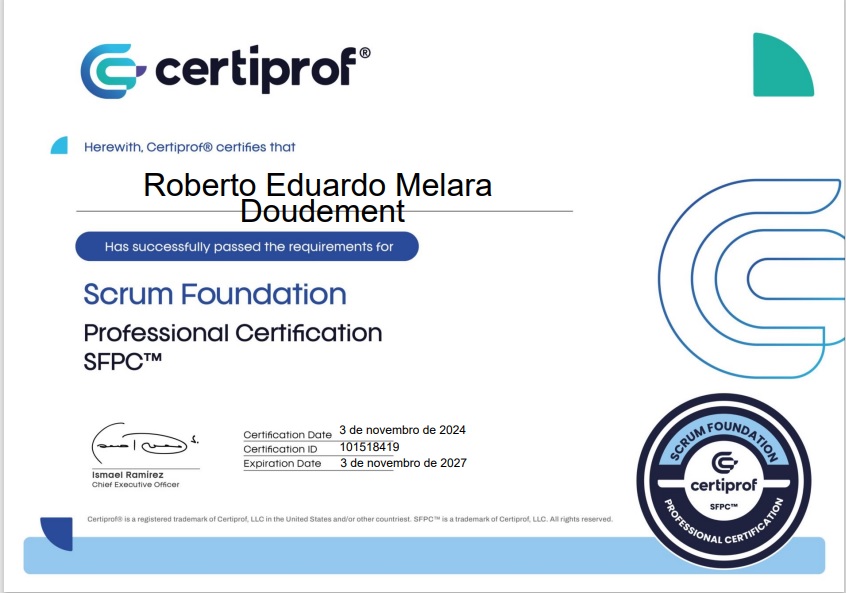 certiprof®
Herewith, Certiprof® certifies that
Roberto Eduardo Melara
Doudement
Has successfully passed the requirements for
Scrum Foundation
Professional Certification
SFPC™
Ismael Ramírez
Chief Executive Officer
Certification Date 3 de novembro de 2024
Certification ID 101518419
Expiration Date 3 de novembro de 2027
SCRUM FOUNDATION
certiprof
SFPC™
PROFESSIONAL CERTIFICATION
Certiprof® is a registered trademark of Certiprof, LLC in the United States and/or other countriest. SFPC™ is a trademark of Certiprof, LLC. All rights reserved.